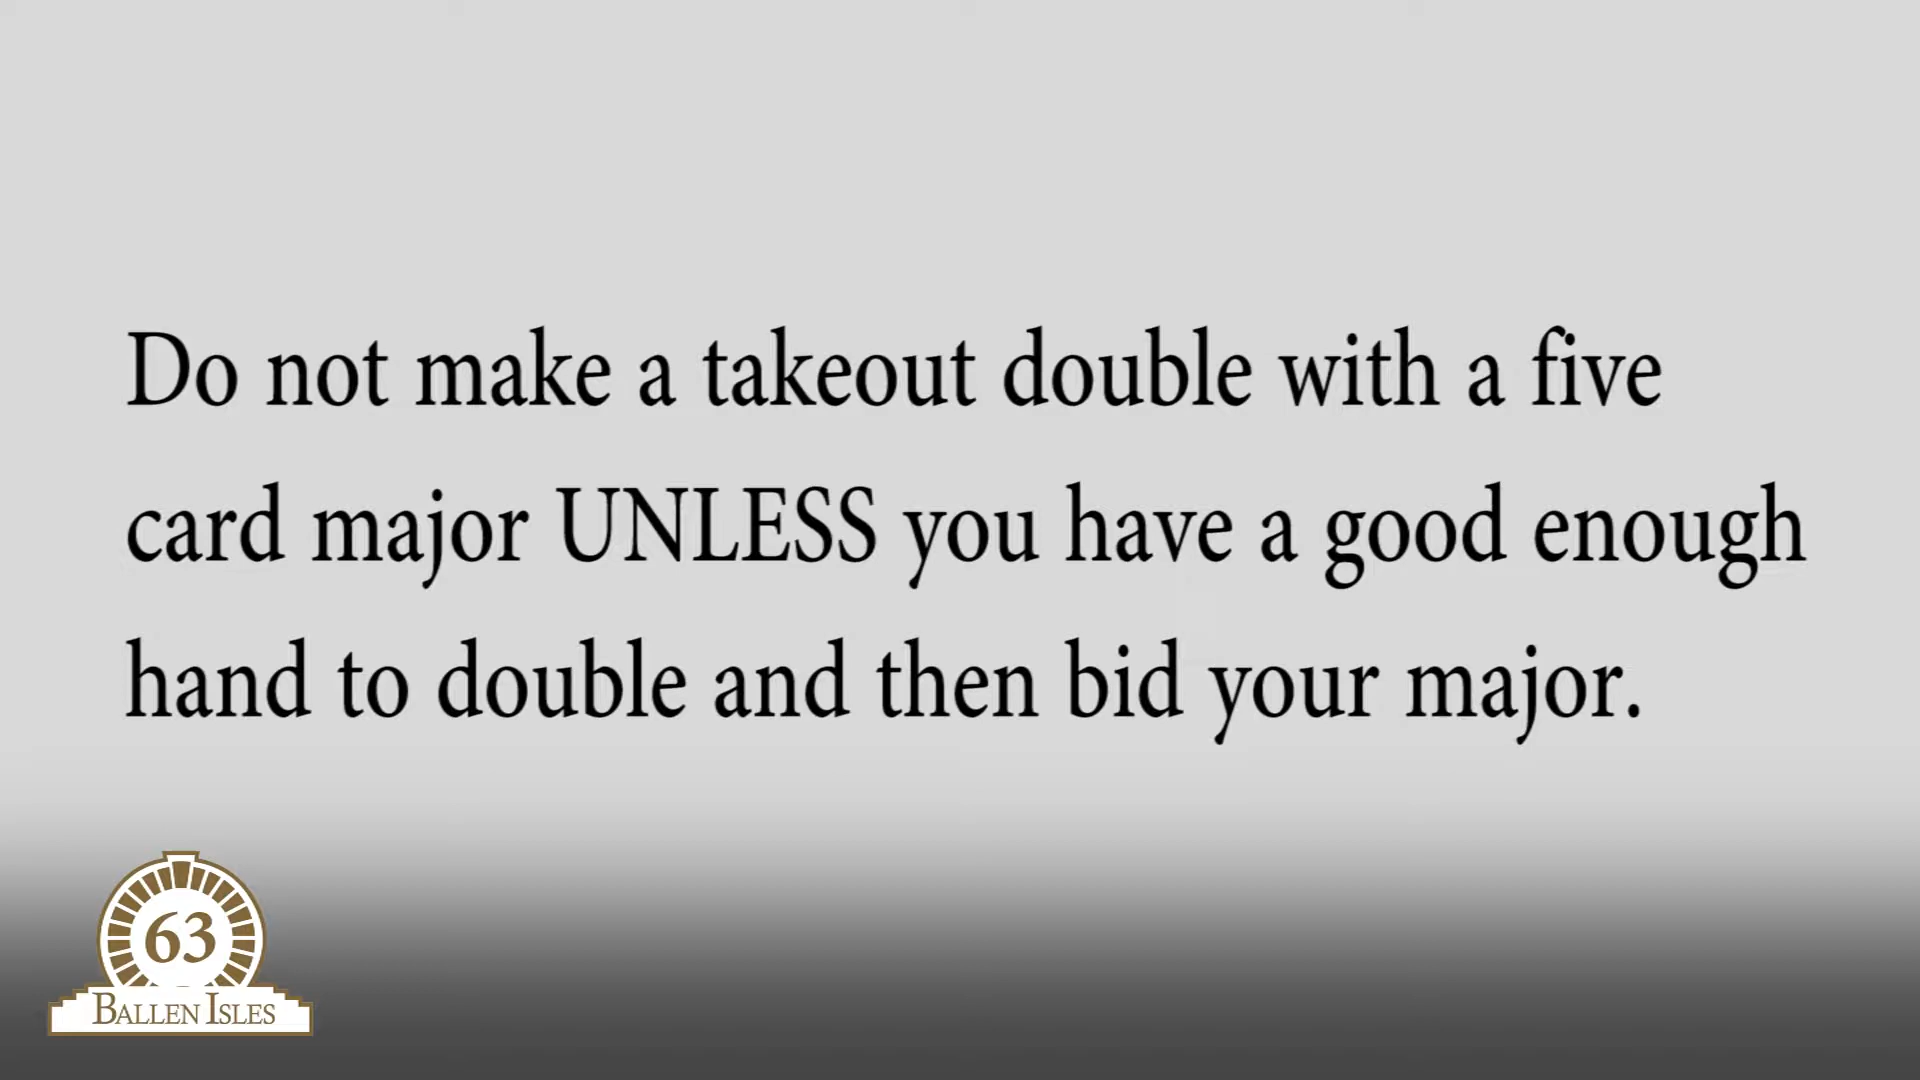 Do not make a takeout double with a five
card major UNLESS you have a good enough
hand to double and then bid your major.
63
BALLEN ISLES